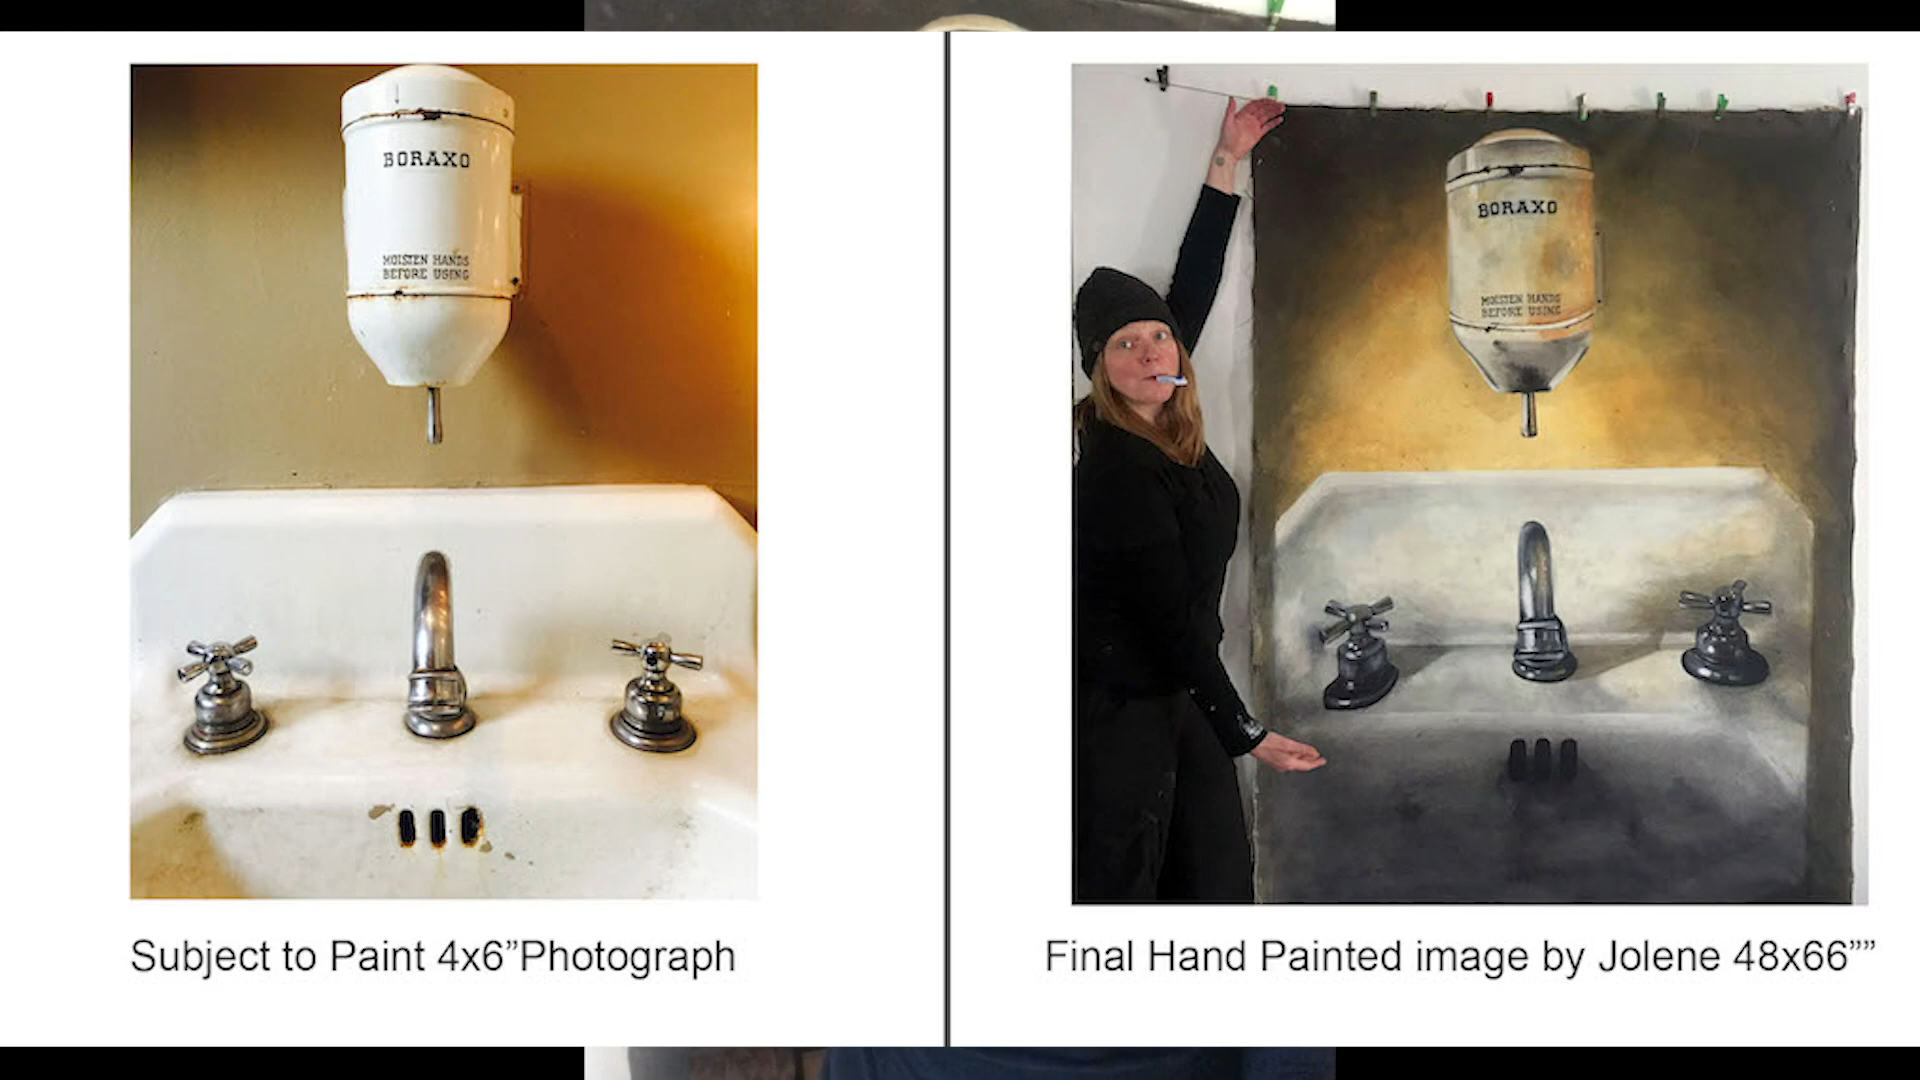 BORAXO
MOISTEN HANDS
BEFORE USING
Subject to Paint 4x6”Photograph
BORAXO
MOISTEN HANDS
BEFORE USING
Final Hand Painted image by Jolene 48x66””